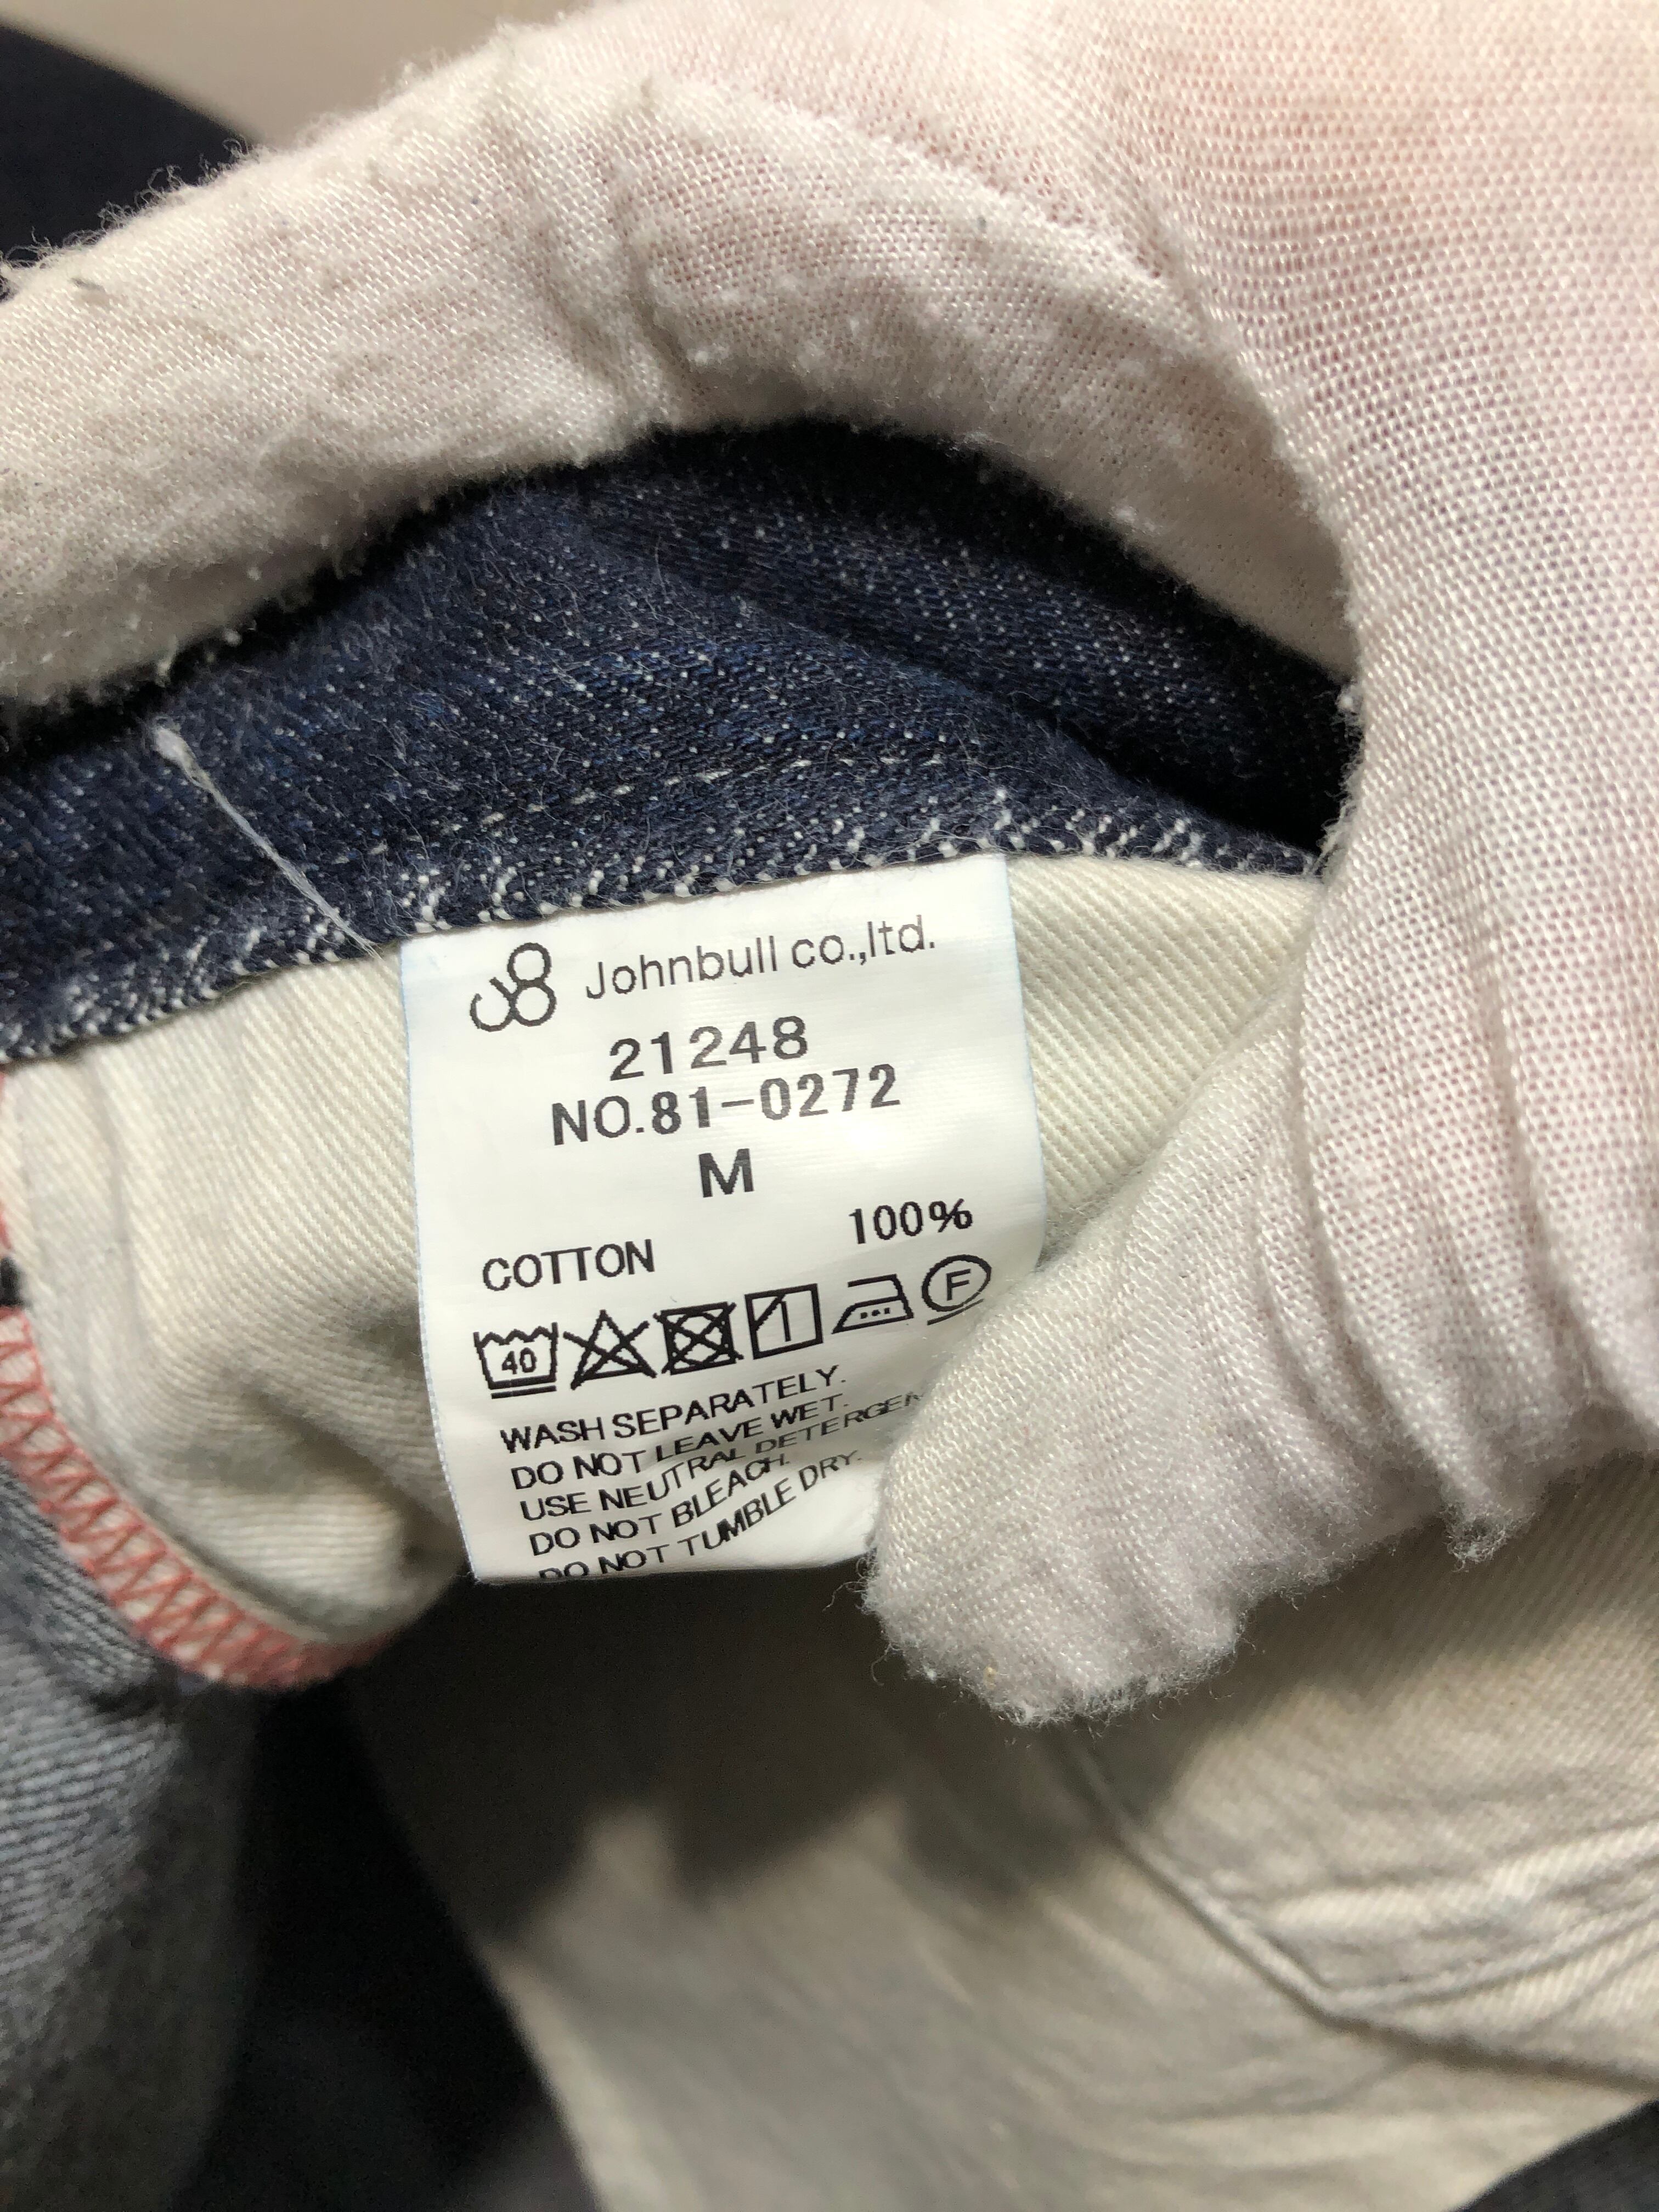 Johnbull co.,ltd.
21248
NO.81-0272
M
COTTON 100%
40 F
WASH SEPARATELY.
DO NOT LEAVE WET.
USE NEUTRAL
DO NOT BLEACH.
DO NOT TUMBLE DRY.